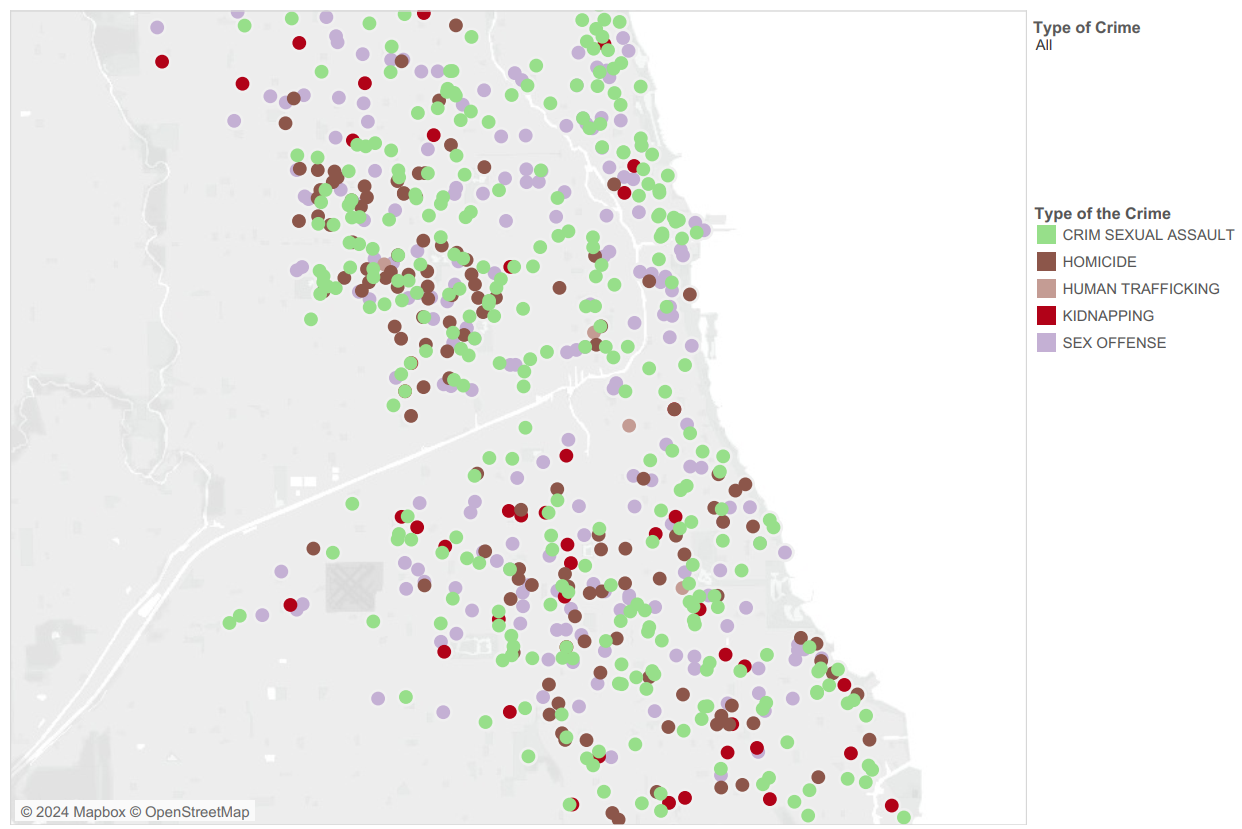 Type of Crime
All
Type of the Crime
CRIM SEXUAL ASSAULT
HOMICIDE
HUMAN TRAFFICKING
KIDNAPPING
SEX OFFENSE
© 2024 Mapbox © OpenStreetMap